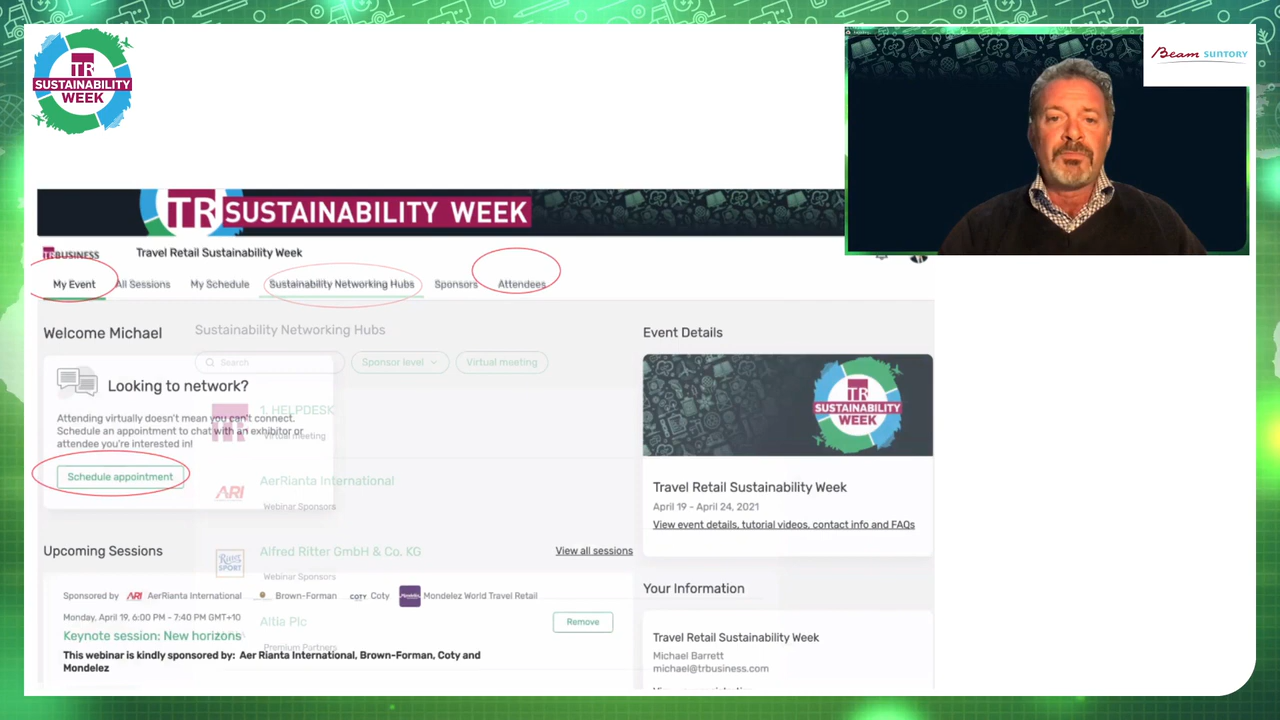 TR
SUSTAINABILITY
WEEK
Beam SUNTORY
TR SUSTAINABILITY WEEK
TRBUSINESS
Travel Retail Sustainability Week
My Event
All Sessions
My Schedule
Sustainability Networking Hubs
Sponsors
Attendees
Welcome Michael
Sustainability Networking Hubs
Search
Sponsor level
Virtual meeting
Looking to network?
Attending virtually doesn't mean you can't connect.
Schedule an appointment to chat with an exhibitor or
attendee you're interested in!
Schedule appointment
1. HELPDESK
Virtual meeting
ARI
AerRianta International
Webinar Sponsors
Upcoming Sessions
View all sessions
Ritter
SPORT
Alfred Ritter GmbH & Co. KG
Webinar Sponsors
Sponsored by ARI AerRianta International Brown-Forman COTY Coty Mondelez World Travel Retail
Monday, April 19, 6:00 PM - 7:40 PM GMT+10
Altia Plc
Premium Partners
Remove
Keynote session: New horizons
This webinar is kindly sponsored by: Aer Rianta International, Brown-Forman, Coty and
Mondelez
Event Details
TR
SUSTAINABILITY
WEEK
Travel Retail Sustainability Week
April 19 - April 24, 2021
View event details, tutorial videos, contact info and FAQs
Your Information
Travel Retail Sustainability Week
Michael Barrett
michael@trbusiness.com